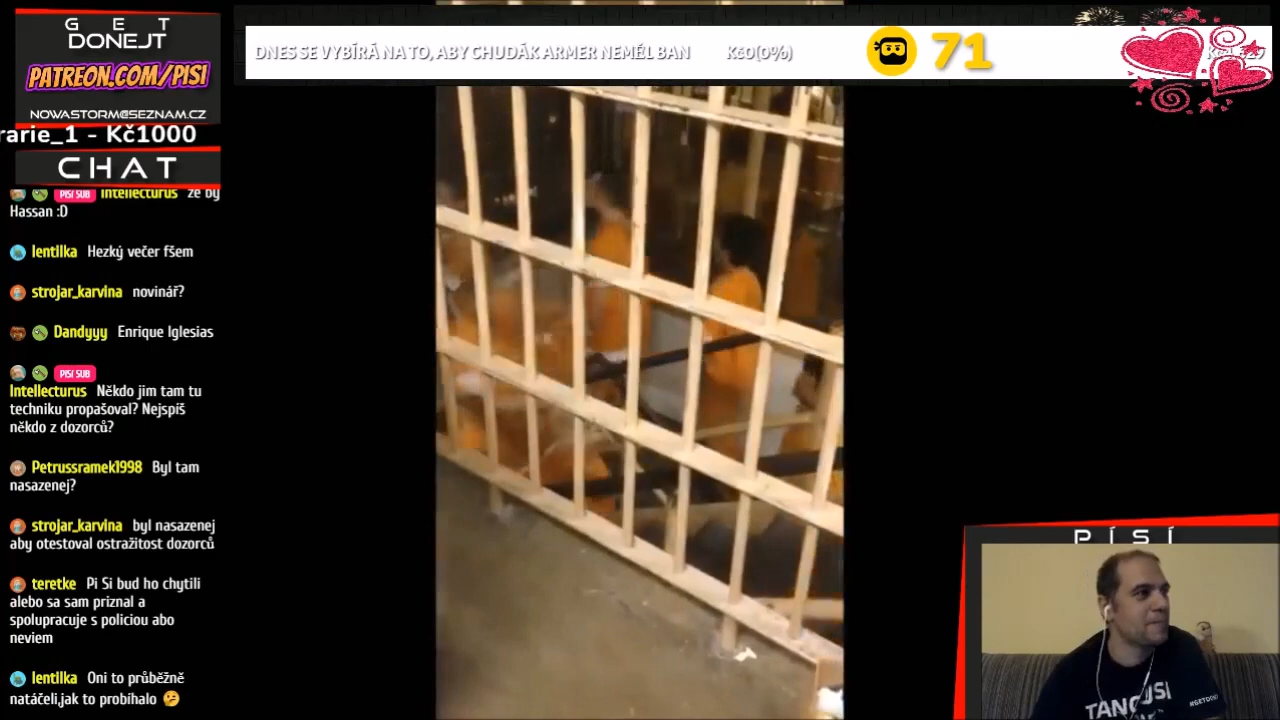 GET
DONEJT
PATREON.COM/PISI
NOWASTORM@SEZNAM.CZ
rarie_1 - Kč1000
CHAT
DNES SE VYBÍRÁ NA TO, ABY CHUDÁK ARMER NEMĚL BAN Kč0(0%)
71
PISI SUB Intellecturus že by
Hassan :D
lentilka Hezký večer fšem
strojar_karvina novinář?
Dandyyy Enrique Iglesias
PISI SUB
Intellecturus Někdo jim tam tu
techniku propašoval? Nejspíš
někdo z dozorců?
Petrussramek1998 Byl tam
nasazenej?
strojar_karvina byl nasazenej
aby otestoval ostražitost dozorců
teretke Pi Si bud ho chytili
alebo sa sam priznal a
spolupracuje s policiou abo
neviem
lentilka Oni to průběžně
natáčeli,jak to probíhalo 🤔
PÍSÍ
TANCUSI